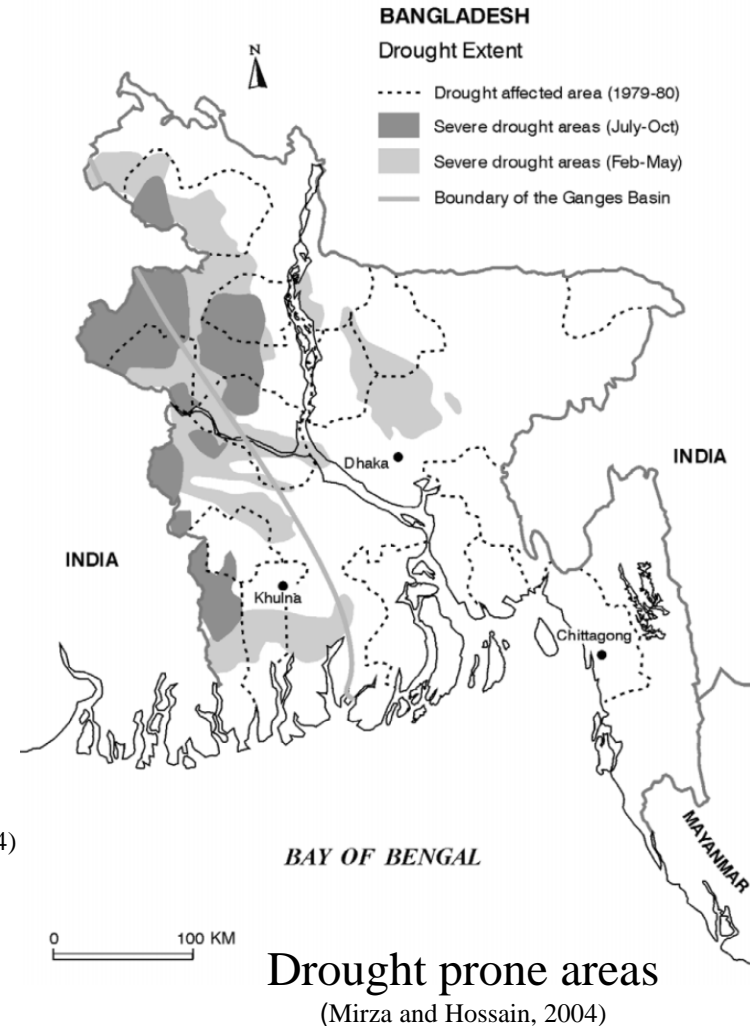 BANGLADESH
Drought Extent
N
Drought affected area (1979-80)
Severe drought areas (July-Oct)
Severe drought areas (Feb-May)
Boundary of the Ganges Basin
Dhaka
INDIA
INDIA
Khulna
Chittagong
4)
BAY OF BENGAL
MAYANMAR
0 100 KM
Drought prone areas
(Mirza and Hossain, 2004)